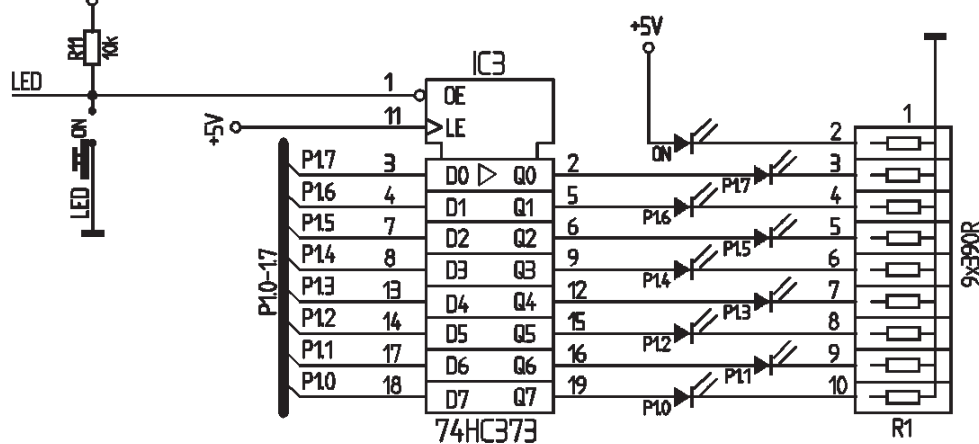 +5V
IC3
R11
10k
LED
1
OE
11
LE
+5V
ON
LED
ON
2
1
P1.7
3
D0
Q0
2
P1.7
3
P1.6
4
D1
Q1
5
P1.6
4
P1.5
7
D2
Q2
6
P1.5
5
P1.4
8
D3
Q3
9
P1.4
6
P1.3
13
D4
Q4
12
P1.3
7
P1.2
14
D5
Q5
15
P1.2
8
P1.1
17
D6
Q6
16
P1.1
9
P1.0
18
D7
Q7
19
P1.0
10
P1.0-1.7
9x390R
74HC373
R1